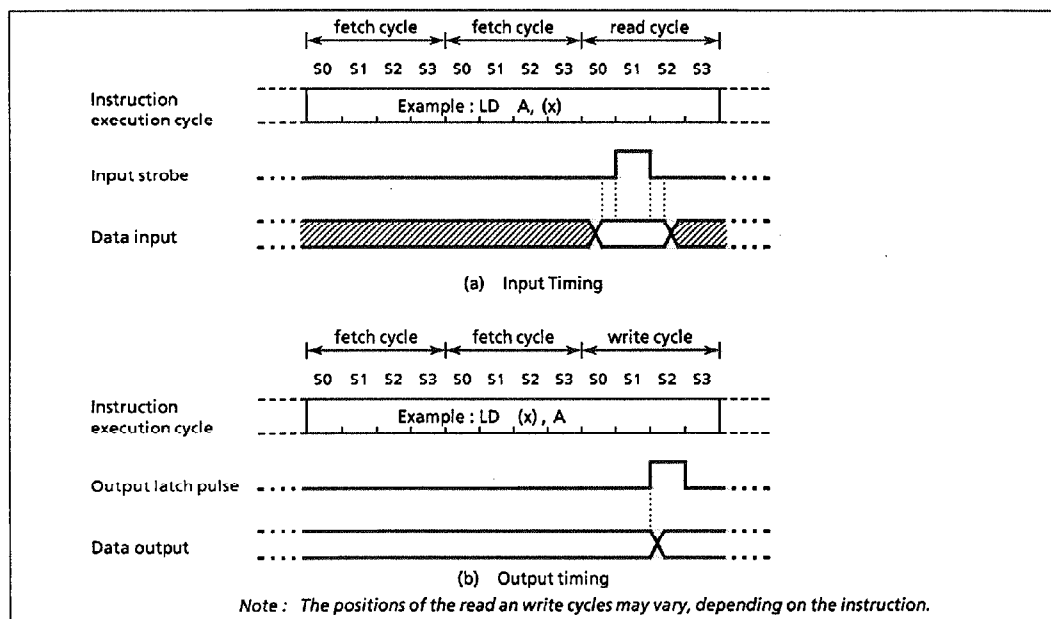 fetch cycle fetch cycle read cycle
S0 S1 S2 S3 S0 S1 S2 S3 S0 S1 S2 S3
Instruction
execution cycle
Example : LD A, (x)
Input strobe
Data input
(a) Input Timing
fetch cycle fetch cycle write cycle
S0 S1 S2 S3 S0 S1 S2 S3 S0 S1 S2 S3
Instruction
execution cycle
Example : LD (x) , A
Output latch pulse
Data output
(b) Output timing
Note : The positions of the read an write cycles may vary, depending on the instruction.